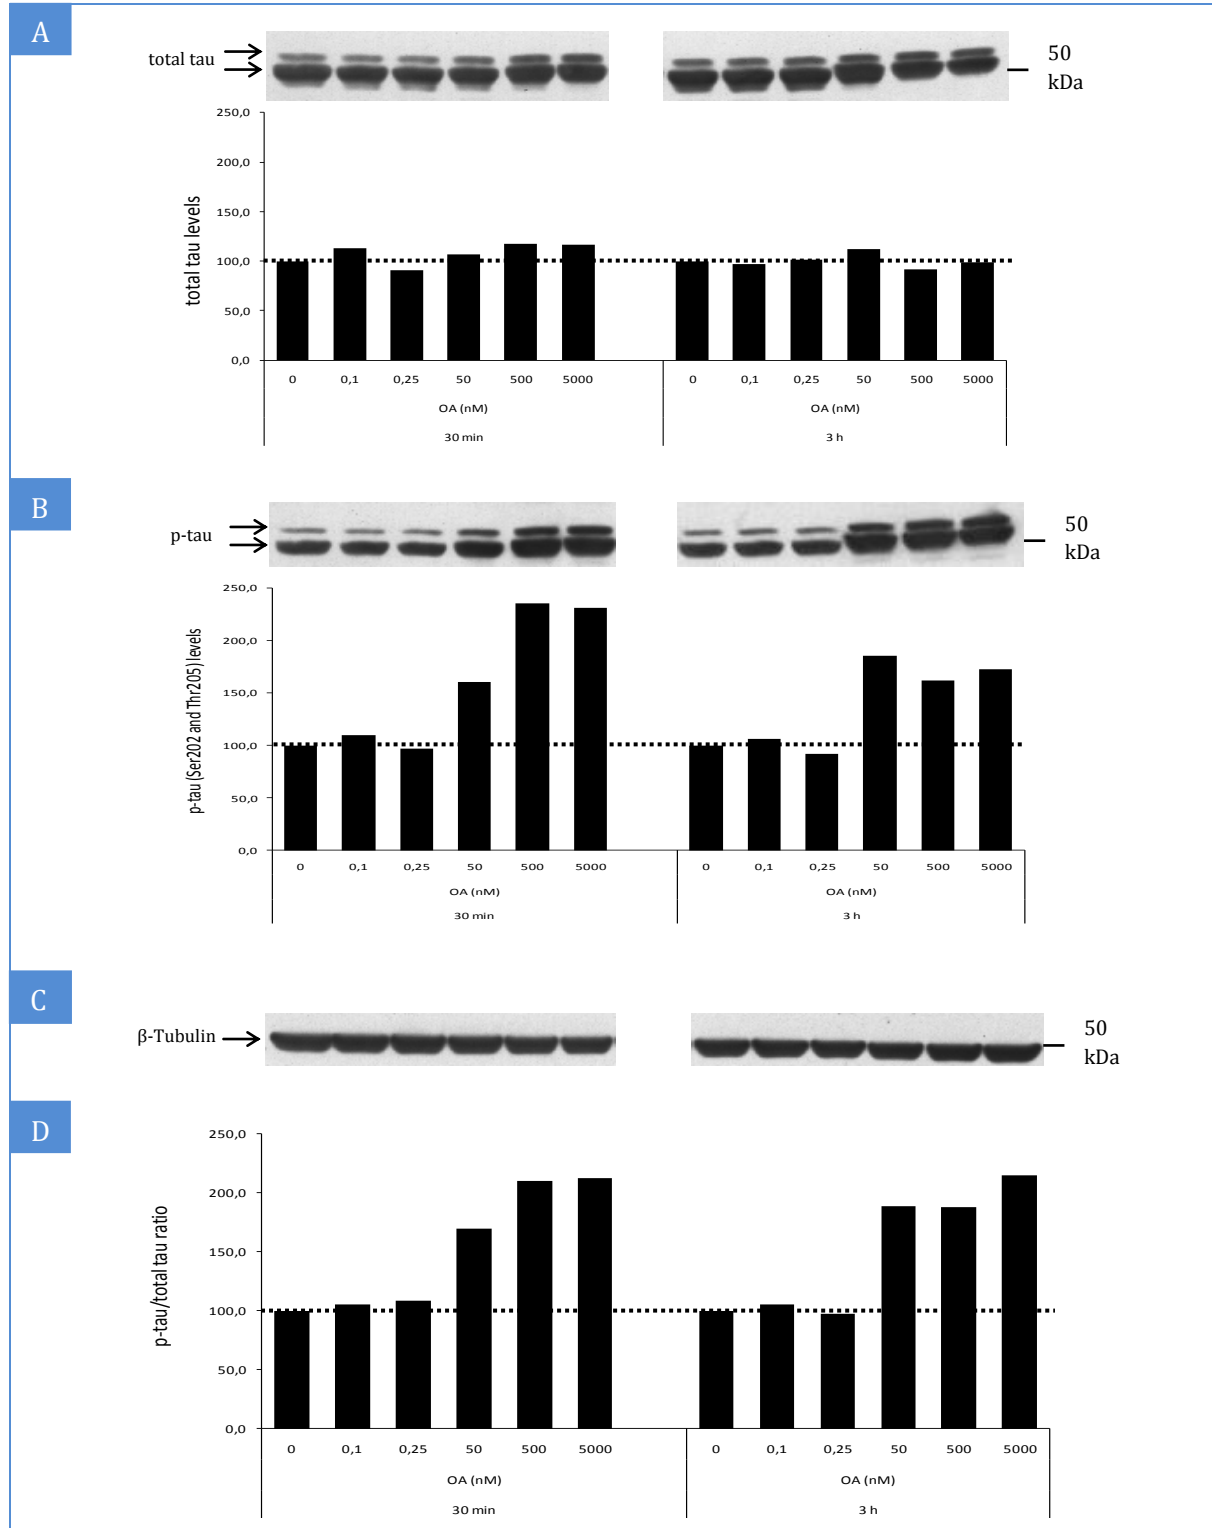 A
total tau
50
kDa
250,0
200,0
150,0
100,0
50,0
0,0
total tau levels
0 0,1 0,25 50 500 5000 0 0,1 0,25 50 500 5000
OA (nM) OA (nM)
30 min 3 h
B
p-tau
50
kDa
250,0
200,0
150,0
100,0
50,0
0,0
p-tau (Ser202 and Thr205) levels
0 0,1 0,25 50 500 5000 0 0,1 0,25 50 500 5000
OA (nM) OA (nM)
30 min 3 h
C
β-Tubulin
50
kDa
D
250,0
200,0
150,0
100,0
50,0
0,0
p-tau/total tau ratio
0 0,1 0,25 50 500 5000 0 0,1 0,25 50 500 5000
OA (nM) OA (nM)
30 min 3 h